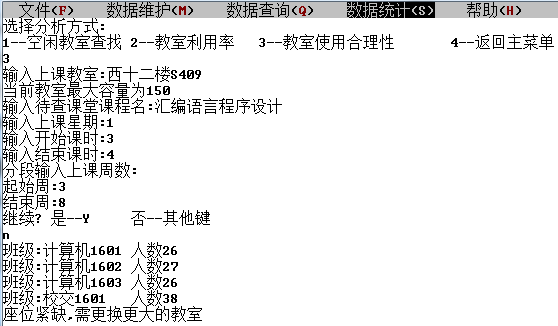 文件(F) 数据维护(M) 数据查询(Q) 数据统计(S) 帮助(H)
选择分析方式:
1--空闲教室查找 2--教室利用率 3--教室使用合理性 4--返回主菜单
3
输入上课教室:西十二楼S409
当前教室最大容量为150
输入待查课堂课程名:汇编语言程序设计
输入上课星期:1
输入开始课时:3
输入结束课时:4
分段输入上课周数:
起始周:3
结束周:8
继续? 是--Y 否--其他键
n
班级:计算机1601 人数26
班级:计算机1602 人数27
班级:计算机1603 人数26
班级:校交1601 人数38
座位紧缺,需更换更大的教室